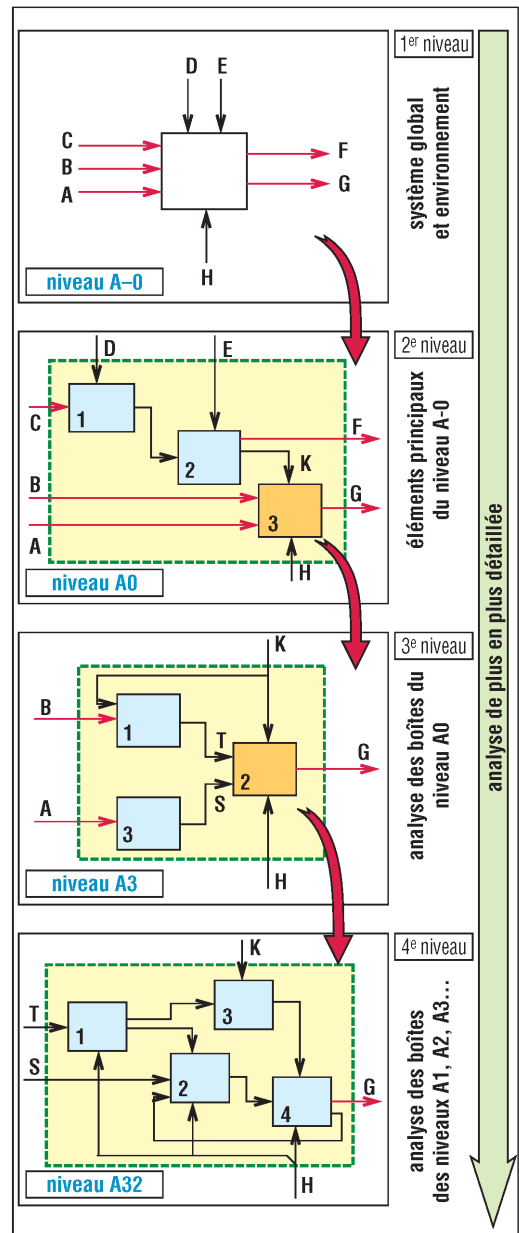 1er niveau
D E
C
B
A
F
G
H
système global
et environnement
niveau A–0
2e niveau
D
E
C
1
2
F
K
B
G
3
A
H
éléments principaux
du niveau A-0
niveau A0
3e niveau
K
B
1
T
G
2
S
A
3
H
analyse des boîtes du
niveau A0
niveau A3
4e niveau
K
T
1
3
S
2
G
4
H
analyse des boîtes
des niveaux A1, A2, A3...
niveau A32
analyse de plus en plus détaillée